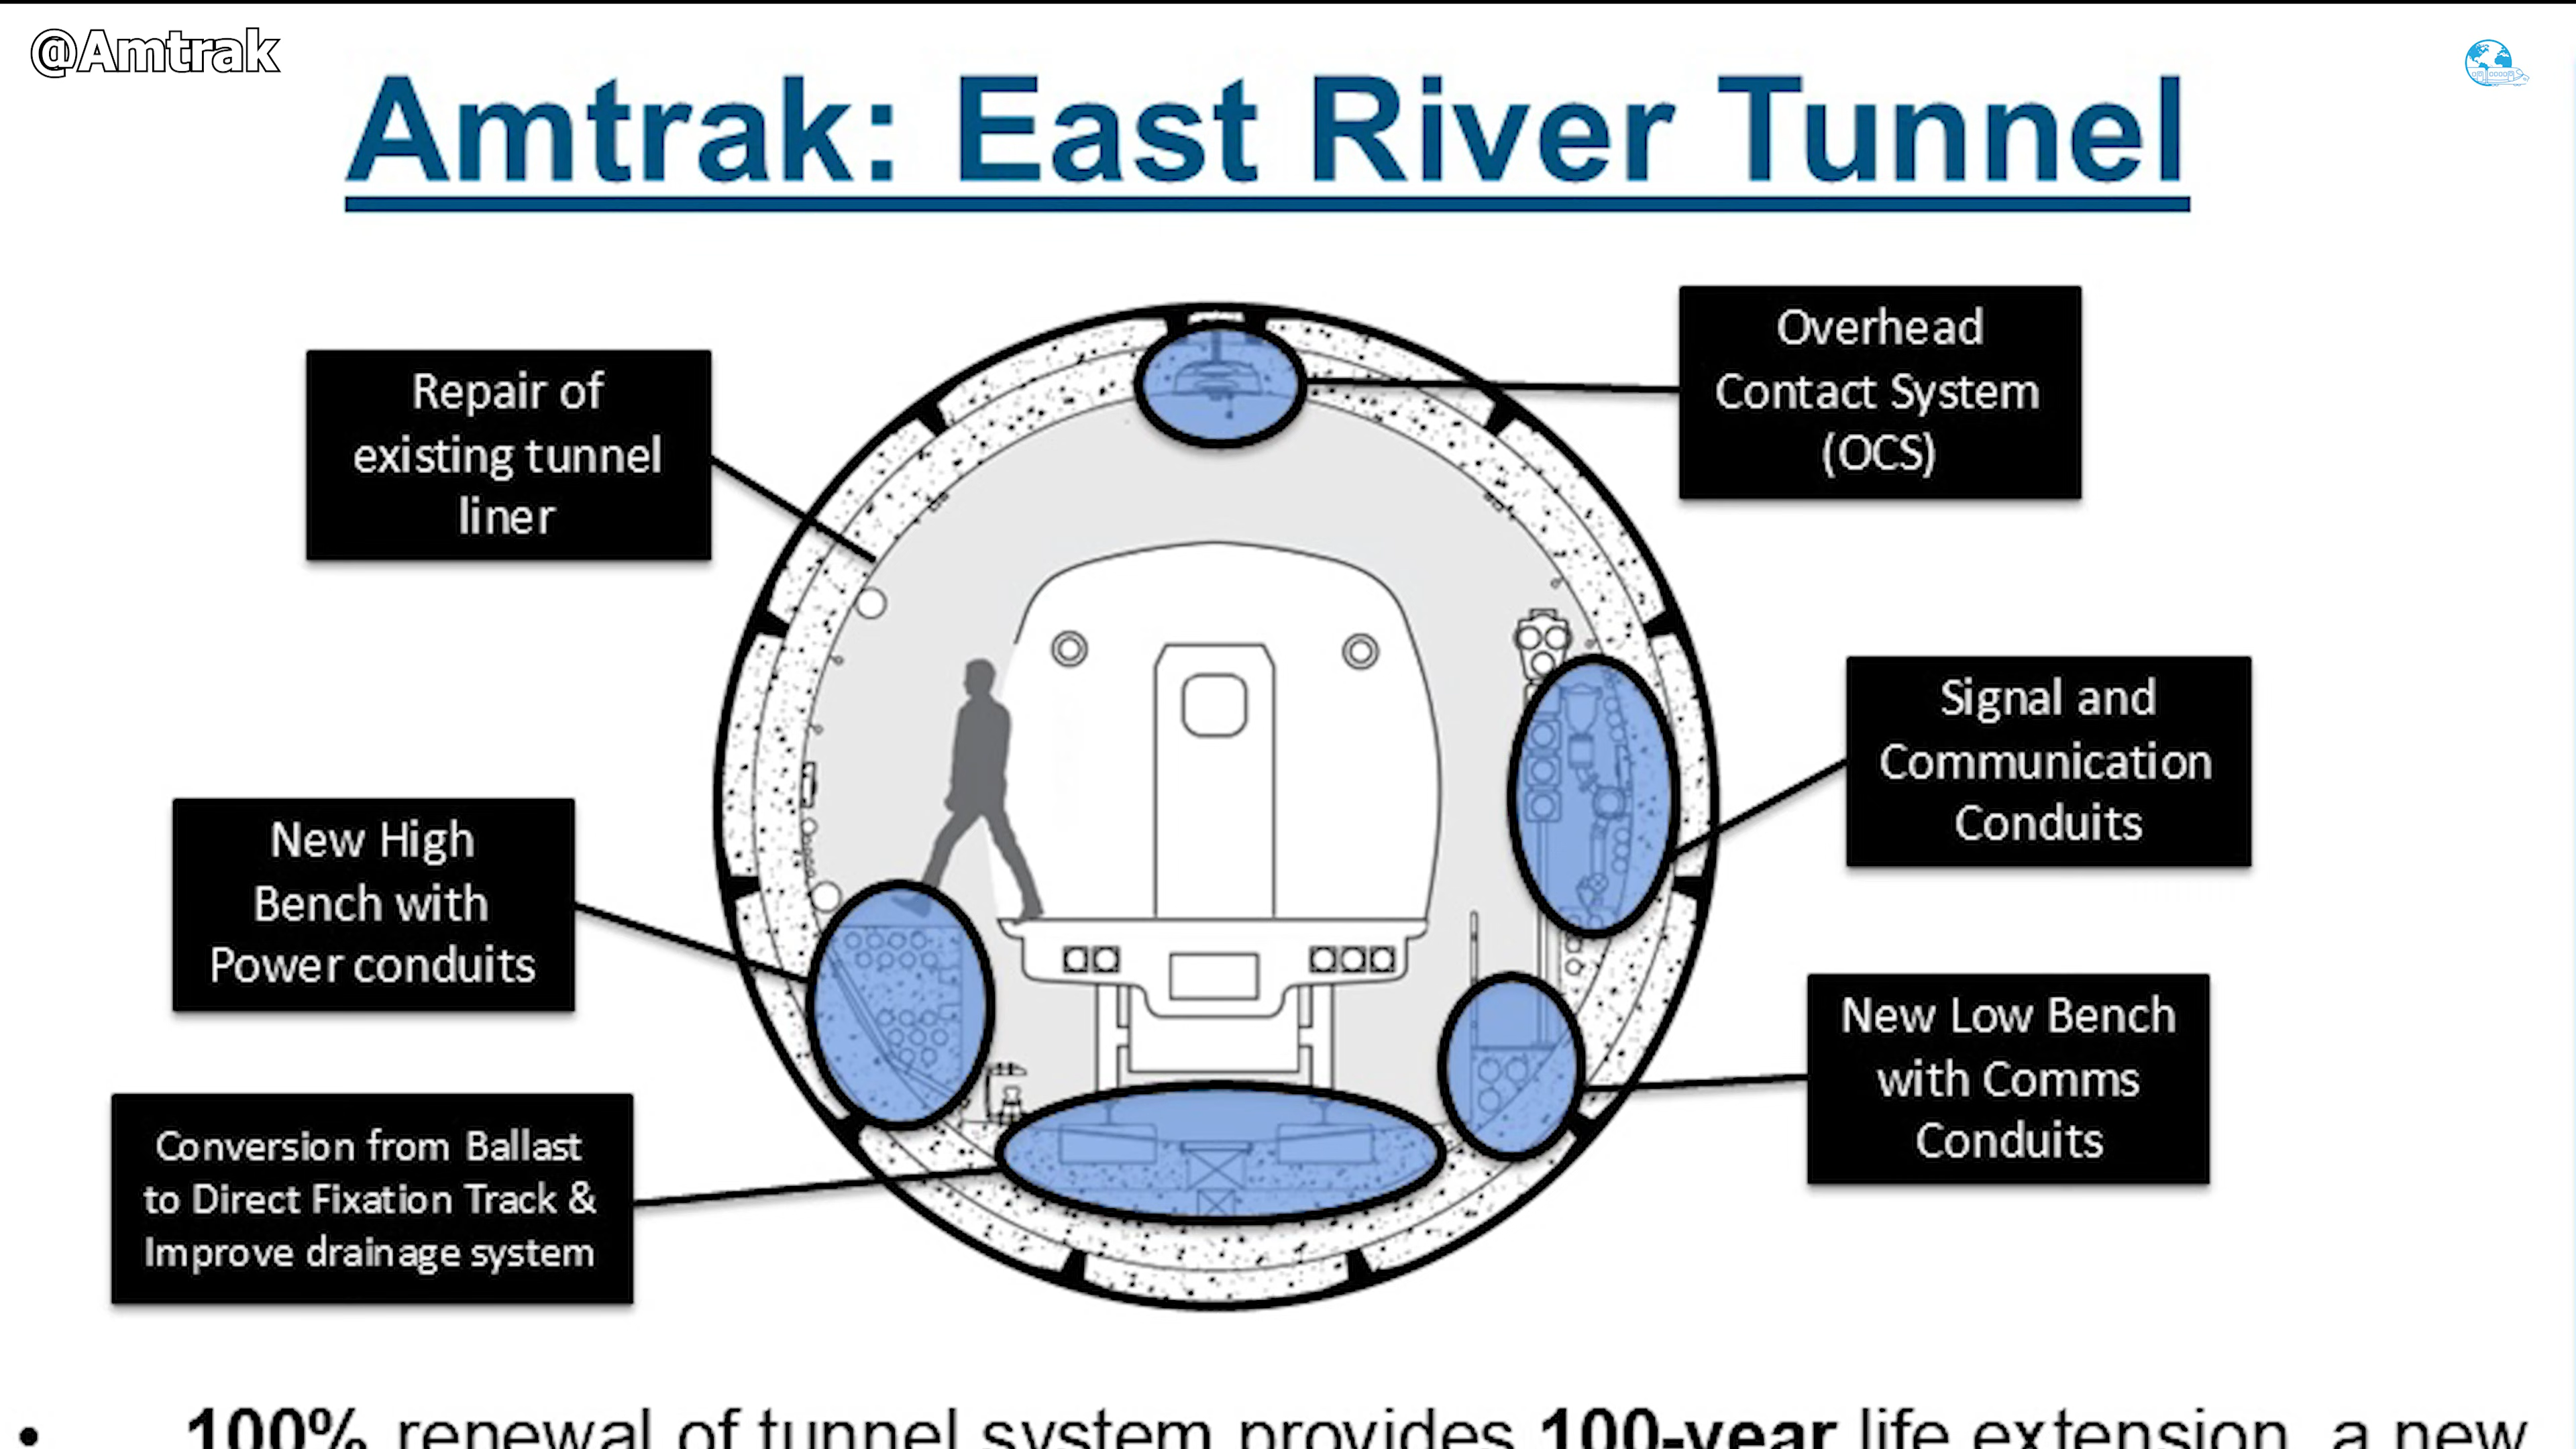 @Amtrak
Amtrak: East River Tunnel
Overhead
Contact System
(OCS)
Repair of
existing tunnel
liner
Signal and
Communication
Conduits
New High
Bench with
Power conduits
New Low Bench
with Comms
Conduits
Conversion from Ballast
to Direct Fixation Track &
Improve drainage system
• 100% renewal of tunnel system provides 100-year life extension, a new